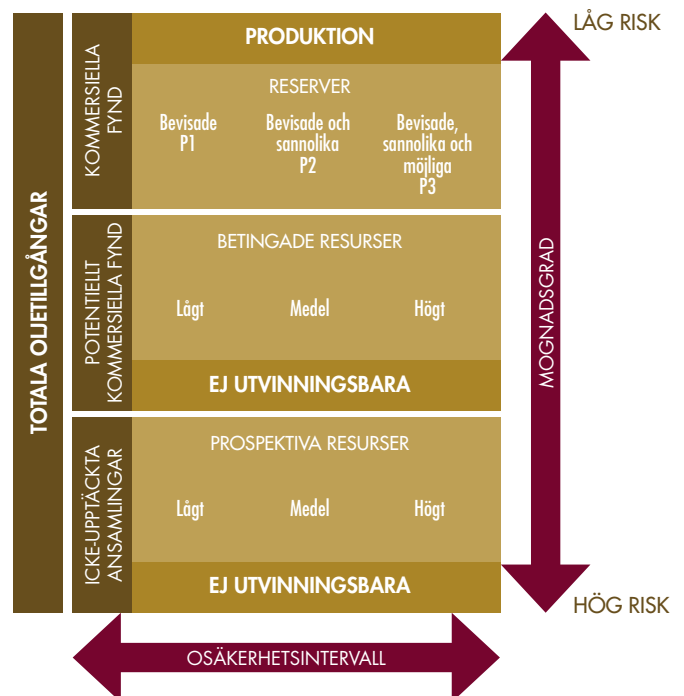 LÅG RISK
TOTALA OLJETILLGÅNGAR
KOMMERSIELLA
FYND
PRODUKTION
RESERVER
Bevisade
P1
Bevisade och
sannolika
P2
Bevisade,
sannolika och
möjliga
P3
POTENTIELLT
KOMMERSIELLA FYND
BETINGADE RESURSER
Lågt
Medel
Högt
EJ UTVINNINGSBARA
ICKE-UPPTÄCKTA
ANSAMLINGAR
PROSPEKTIVA RESURSER
Lågt
Medel
Högt
EJ UTVINNINGSBARA
MOGNADSGRAD
HÖG RISK
OSÄKERHETSINTERVALL